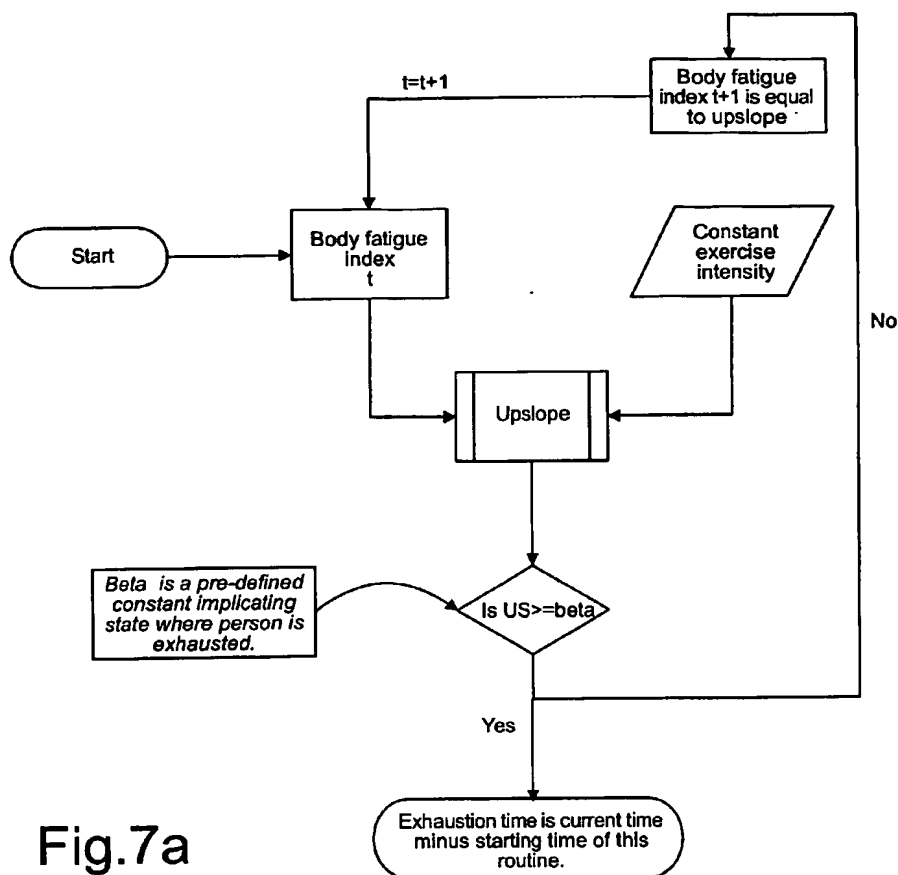 Body fatigue
index t+1 is equal
to upslope
t=t+1
Start
Body fatigue
index
t
Constant
exercise
intensity
No
Upslope
Beta is a pre-defined
constant implicating
state where person is
exhausted.
Is US>=beta
Yes
Exhaustion time is current time
minus starting time of this
routine.
Fig.7a